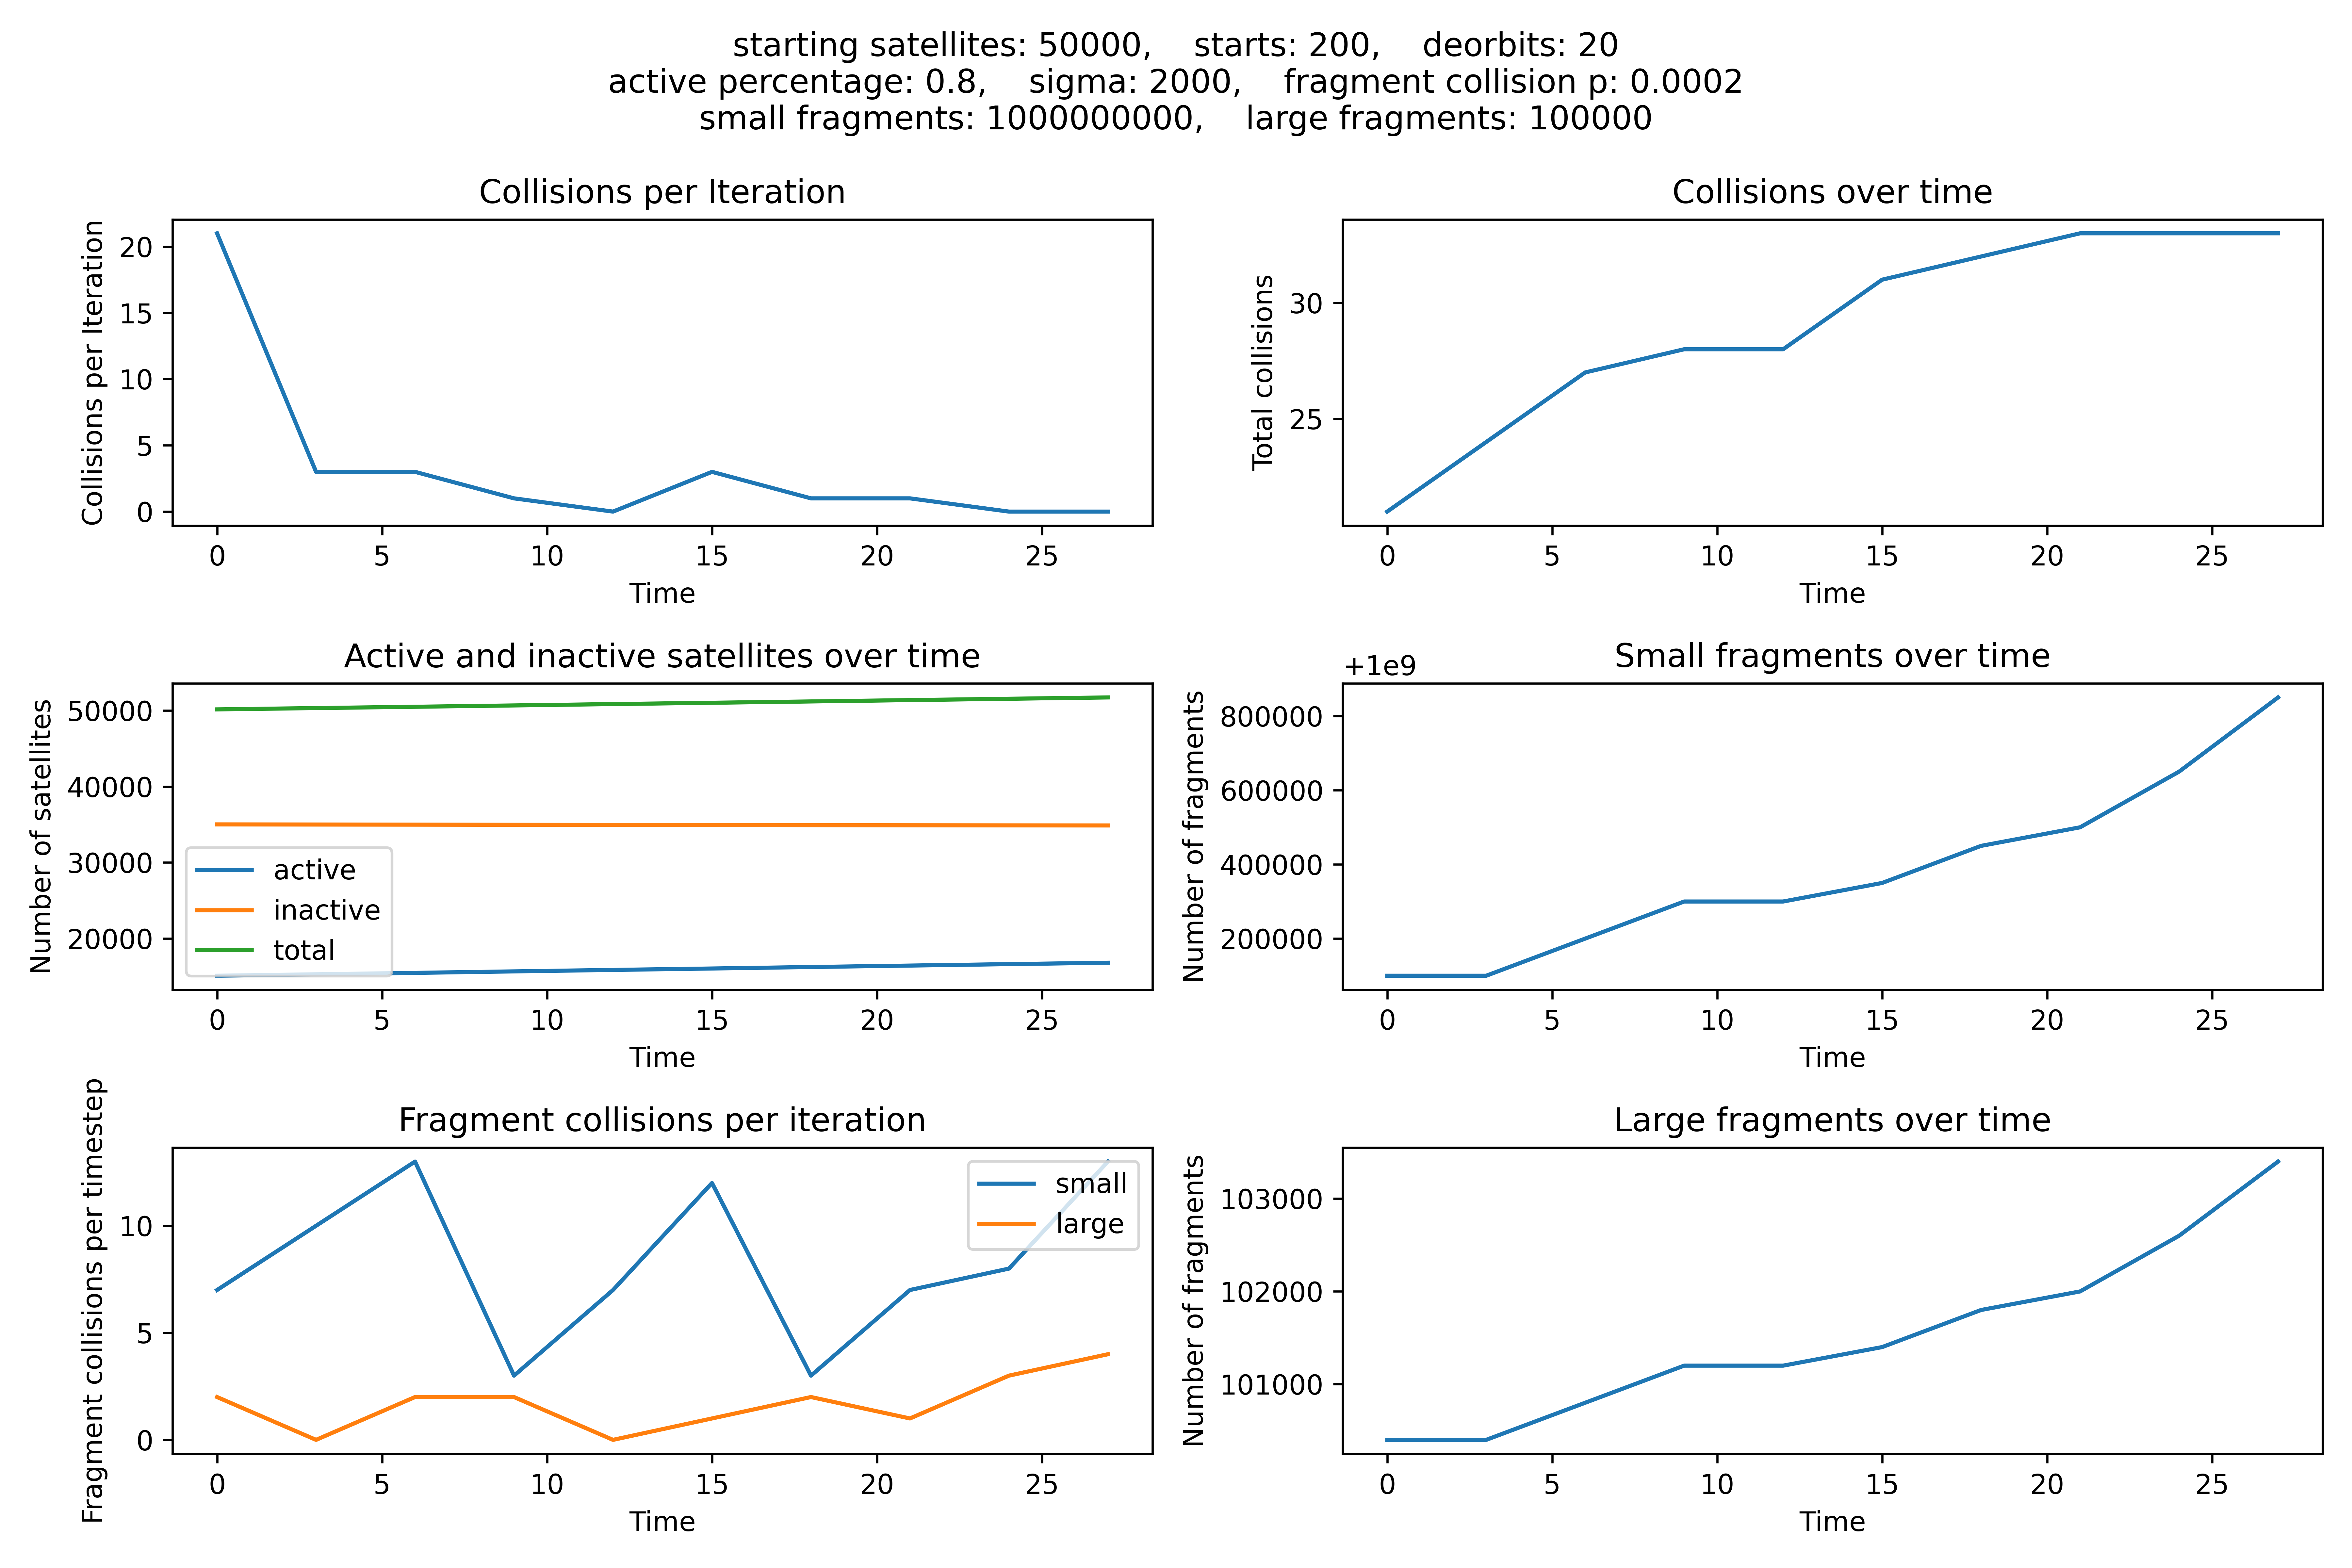 starting satellites: 50000,    starts: 200,    deorbits: 20
active percentage: 0.8,    sigma: 2000,    fragment collision p: 0.0002
small fragments: 1000000000,    large fragments: 100000
Collisions per Iteration
Collisions per Iteration
20
15
10
5
0
0 5 10 15 20 25
Time
Collisions over time
Total collisions
30
25
0 5 10 15 20 25
Time
Active and inactive satellites over time
Number of satellites
50000
40000
30000
20000
active
inactive
total
0 5 10 15 20 25
Time
Small fragments over time
+1e9
Number of fragments
800000
600000
400000
200000
0 5 10 15 20 25
Time
Fragment collisions per iteration
Fragment collisions per timestep
10
5
0
small
large
0 5 10 15 20 25
Time
Large fragments over time
Number of fragments
103000
102000
101000
0 5 10 15 20 25
Time